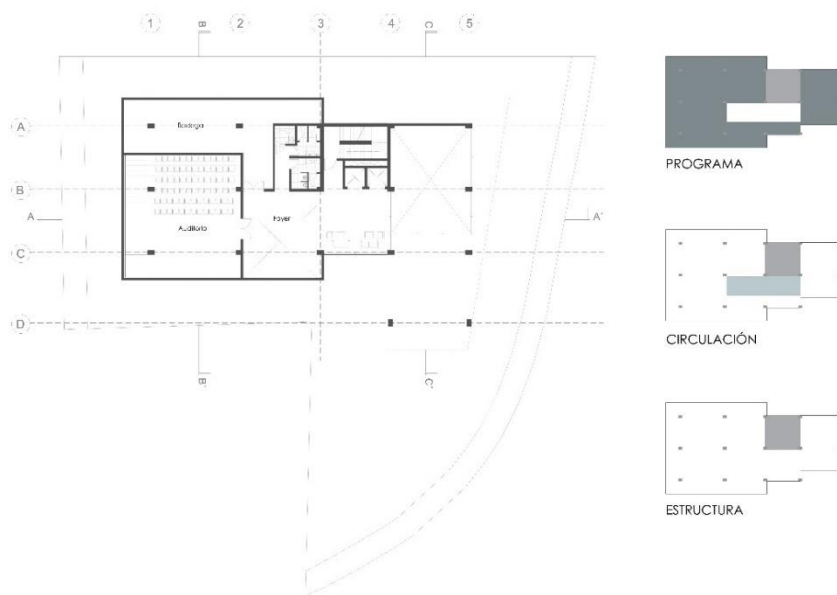 1 2 3 4 5
B C
A
Bodega
B
A A'
Foyer
Auditorio
C
D
B' C'
PROGRAMA
CIRCULACIÓN
ESTRUCTURA